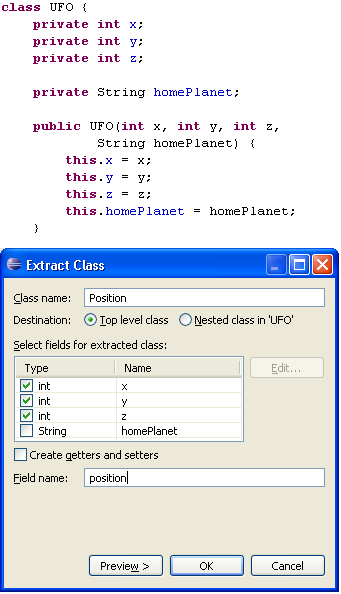 class UFO {
    private int x;
    private int y;
    private int z;
    private String homePlanet;
    public UFO(int x, int y, int z,
            String homePlanet) {
        this.x = x;
        this.y = y;
        this.z = z;
        this.homePlanet = homePlanet;
    }
Extract Class
Class name: Position
Destination: Top level class Nested class in 'UFO'
Select fields for extracted class:
Type Name
int x Edit...
int y
int z
String homePlanet
Create getters and setters
Field name: position
Preview > OK Cancel